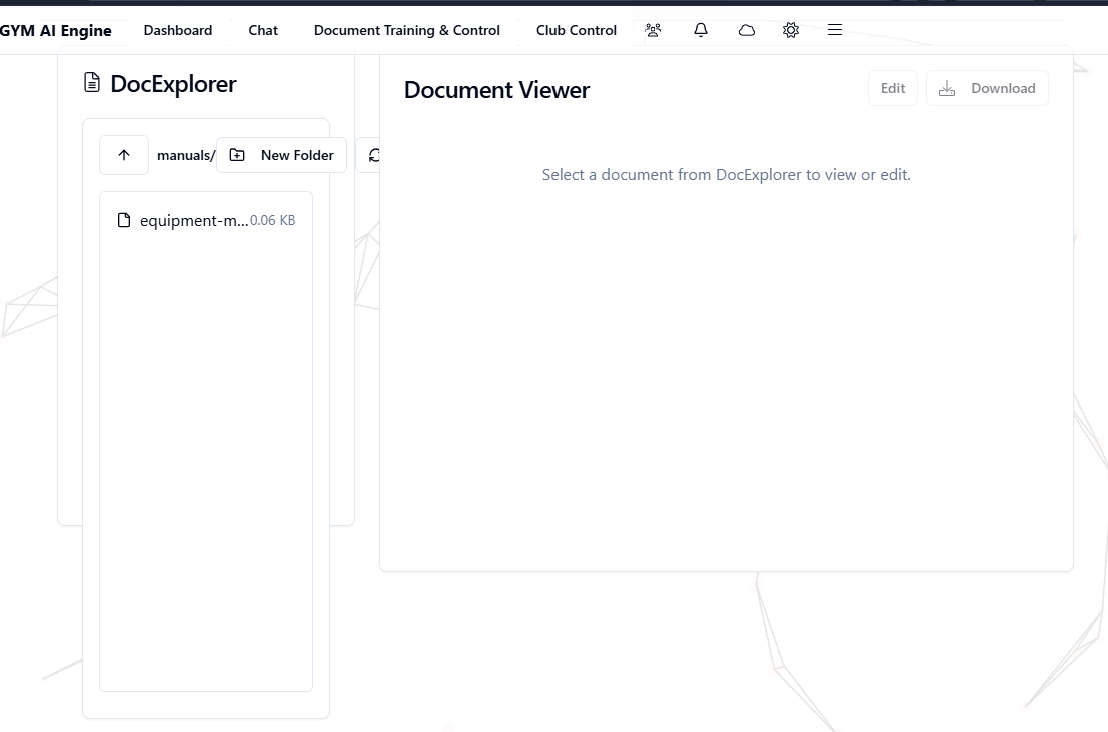 GYM AI Engine Dashboard Chat Document Training & Control Club Control
DocExplorer
manuals/ New Folder
equipment-m... 0.06 KB
Document Viewer Edit Download
Select a document from DocExplorer to view or edit.